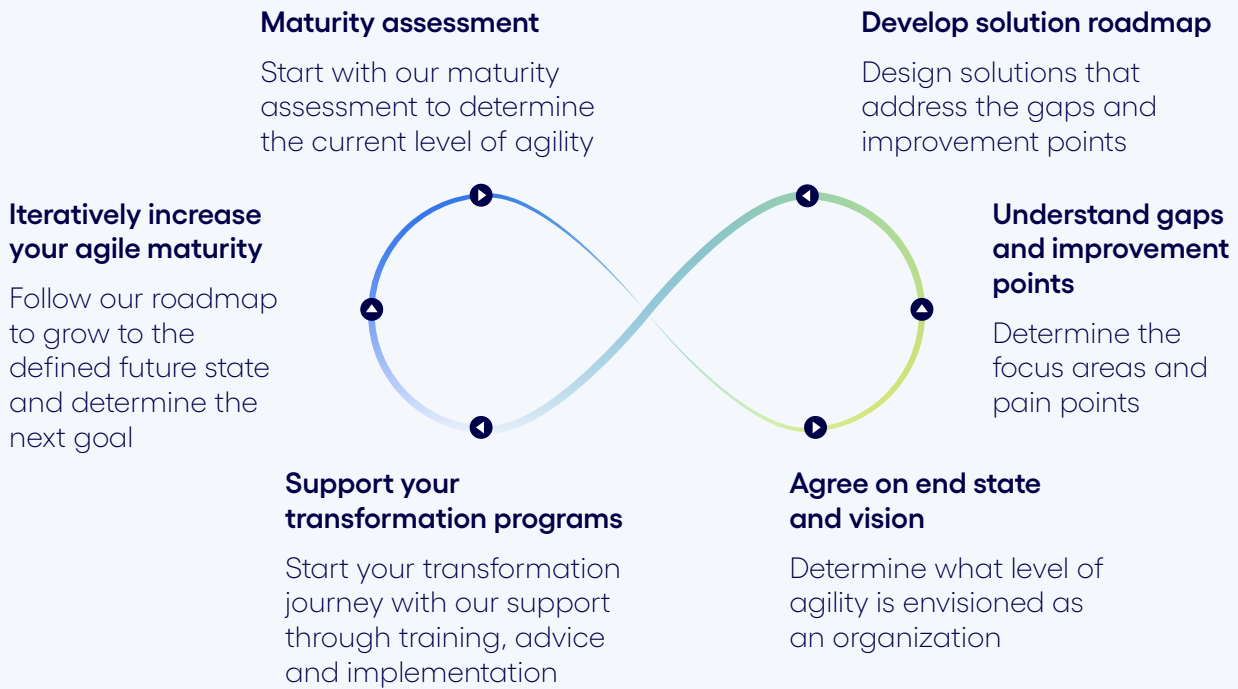 Maturity assessment
Start with our maturity
assessment to determine
the current level of agility
Develop solution roadmap
Design solutions that
address the gaps and
improvement points
Iteratively increase
your agile maturity
Follow our roadmap
to grow to the
defined future state
and determine the
next goal
Understand gaps
and improvement
points
Determine the
focus areas and
pain points
Support your
transformation programs
Start your transformation
journey with our support
through training, advice
and implementation
Agree on end state
and vision
Determine what level of
agility is envisioned as
an organization